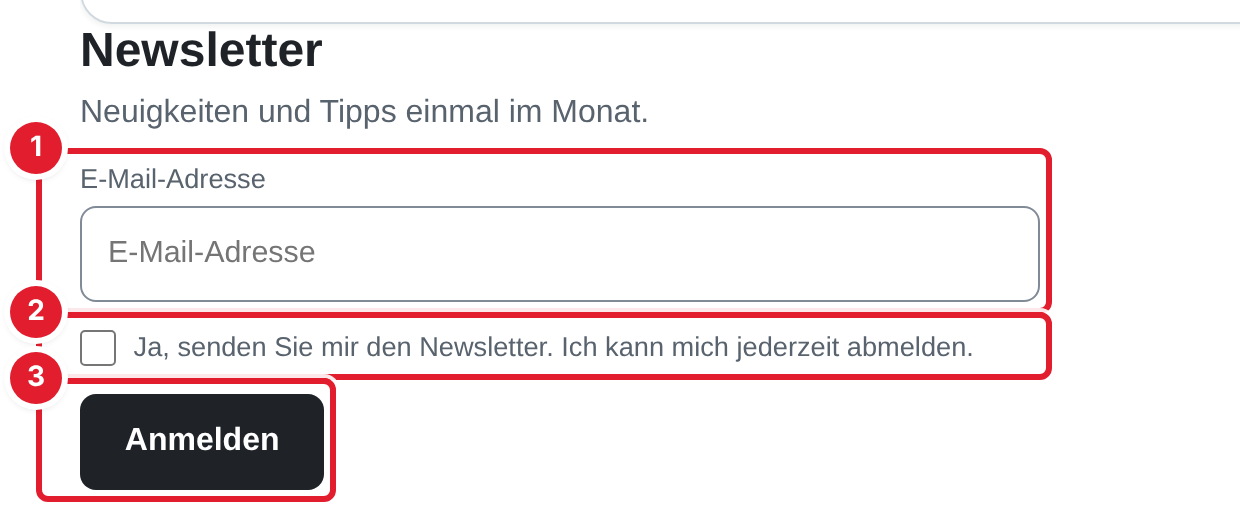 Newsletter
Neuigkeiten und Tipps einmal im Monat.
1
E-Mail-Adresse
E-Mail-Adresse
2
Ja, senden Sie mir den Newsletter. Ich kann mich jederzeit abmelden.
3
Anmelden